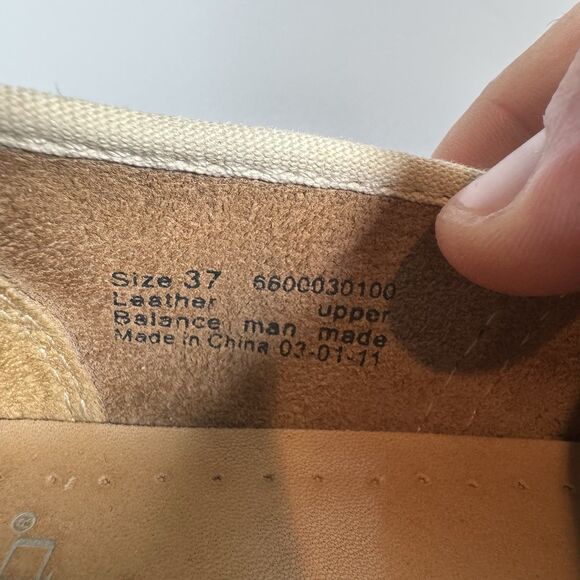 Size 37 6600030100
Leather upper
Balance man made
Made in China 03-01-11